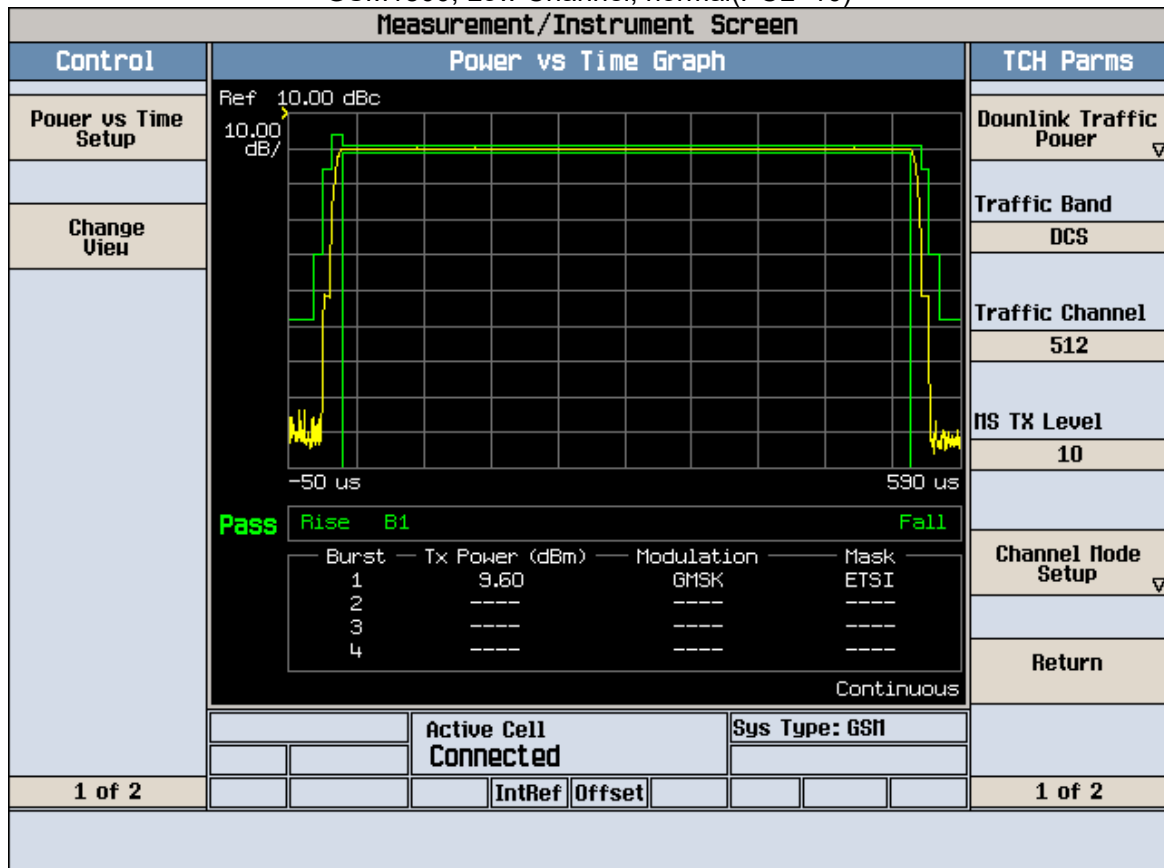 Measurement/Instrument Screen
Control
Power vs Time Graph
TCH Parms
Power vs Time
Setup
Change
View
1 of 2
Ref 10.00 dBc
10.00
dB/
-50 us
590 us
Pass
Rise B1
Fall
Burst Tx Power (dBm) Modulation Mask
1 9.60 GMSK ETSI
2 ---- ---- ----
3 ---- ---- ----
4 ---- ---- ----
Continuous
Active Cell
Connected
Sys Type: GSM
IntRef Offset
Downlink Traffic
Power
Traffic Band
DCS
Traffic Channel
512
MS TX Level
10
Channel Mode
Setup
Return
1 of 2